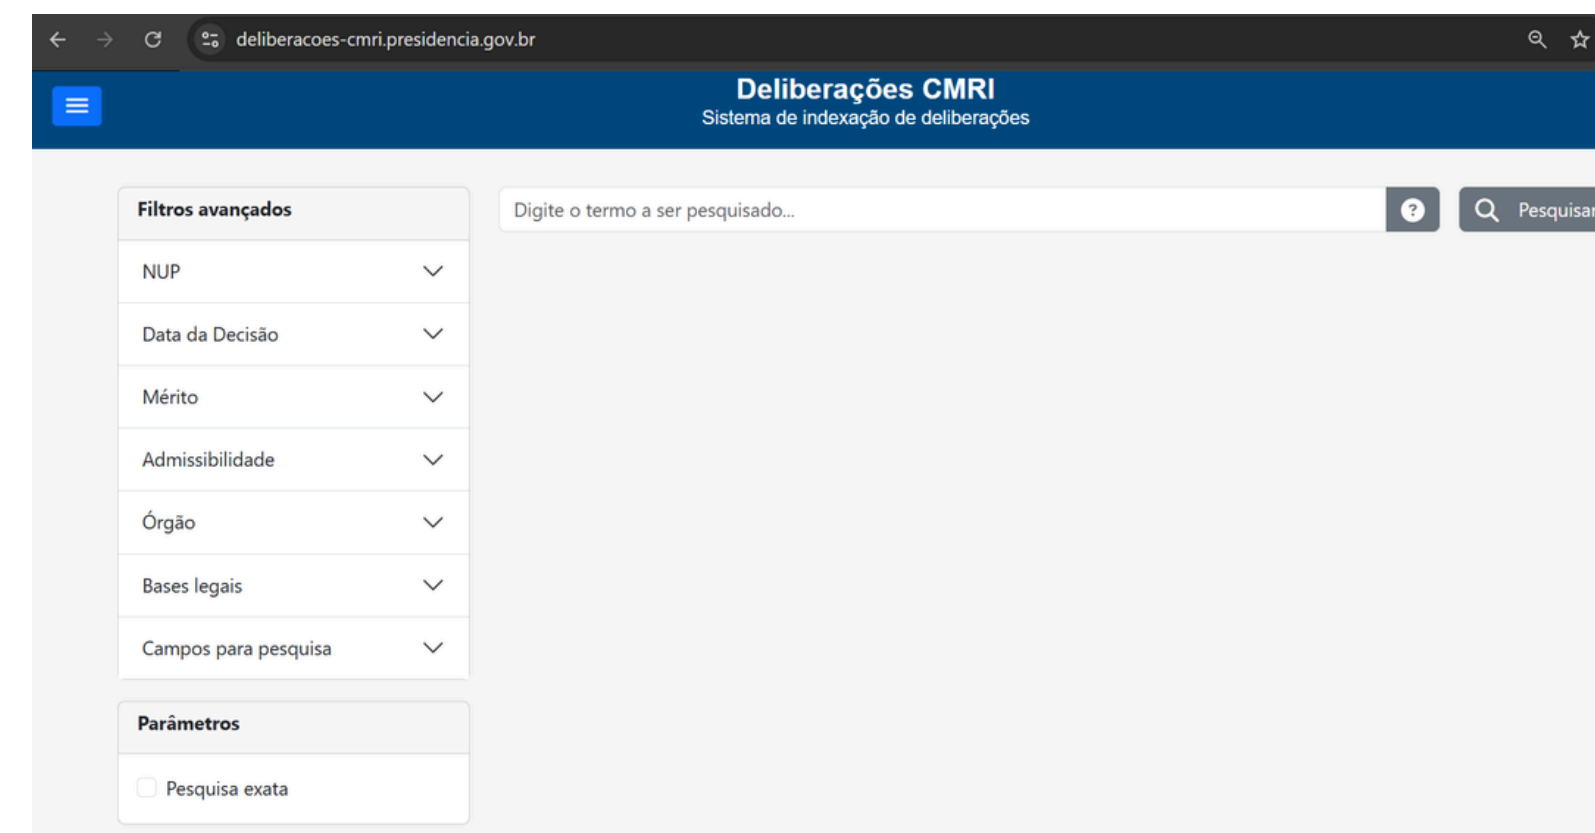 deliberacoes-cmri.presidencia.gov.br
Deliberações CMRI
Sistema de indexação de deliberações
Filtros avançados
Digite o termo a ser pesquisado...
?
Pesquisar
NUP
Data da Decisão
Mérito
Admissibilidade
Órgão
Bases legais
Campos para pesquisa
Parâmetros
Pesquisa exata